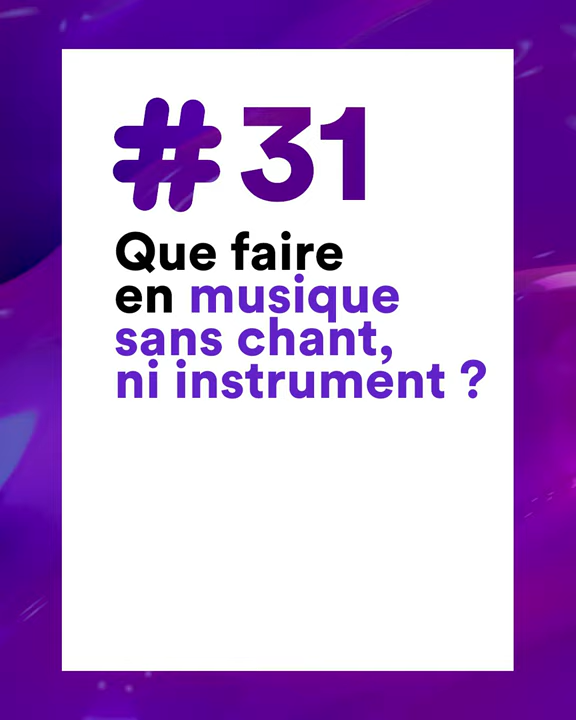 #31
Que faire
en musique
sans chant,
ni instrument ?